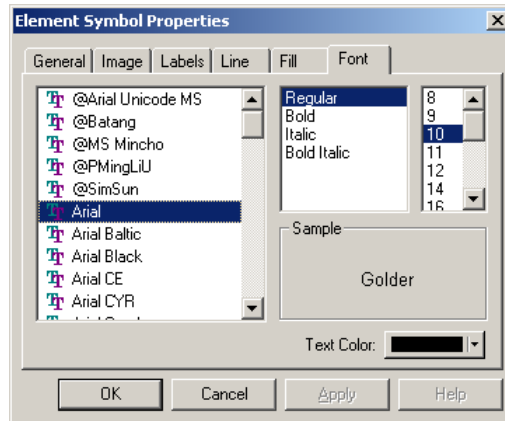 Element Symbol Properties
General Image Labels Line Fill Font
@Arial Unicode MS
@Batang
@MS Mincho
@PMingLiU
@SimSun
Arial
Arial Baltic
Arial Black
Arial CE
Arial CYR
Regular
Bold
Italic
Bold Italic
8
9
10
11
12
14
16
Sample
Golder
Text Color:
OK Cancel Apply Help